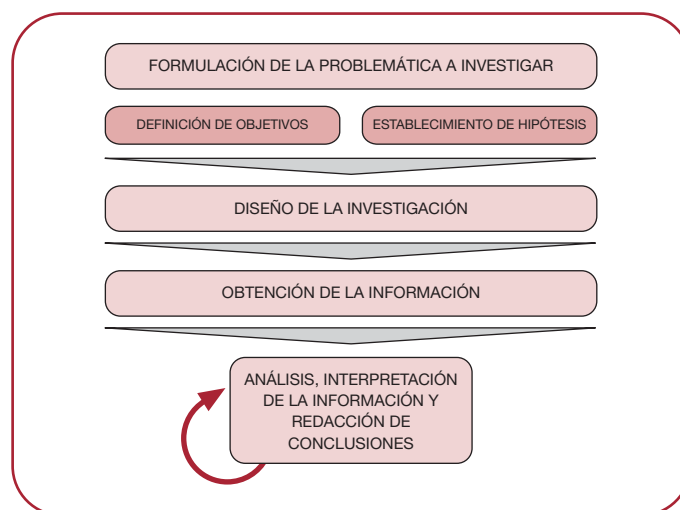 FORMULACIÓN DE LA PROBLEMÁTICA A INVESTIGAR
DEFINICIÓN DE OBJETIVOS
ESTABLECIMIENTO DE HIPÓTESIS
DISEÑO DE LA INVESTIGACIÓN
OBTENCIÓN DE LA INFORMACIÓN
ANÁLISIS, INTERPRETACIÓN
DE LA INFORMACIÓN Y
REDACCIÓN DE
CONCLUSIONES